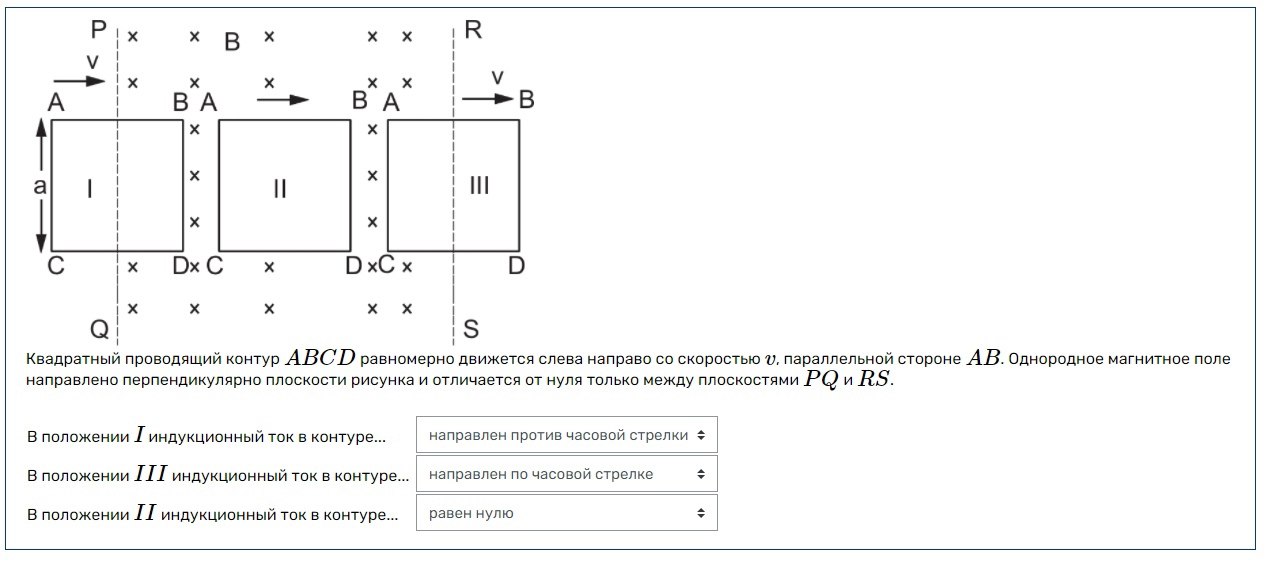 P × × B × × × R
v × × × × × v
A B A B A B
× ×
a I × II × III
× ×
C × D× C × D ×C × D
× × × × ×
Q S
Квадратный проводящий контур ABCD равномерно движется слева направо со скоростью v, параллельной стороне AB. Однородное магнитное поле
направлено перпендикулярно плоскости рисунка и отличается от нуля только между плоскостями PQ и RS.
В положении I индукционный ток в контуре... направлен против часовой стрелки
В положении III индукционный ток в контуре... направлен по часовой стрелке
В положении II индукционный ток в контуре... равен нулю